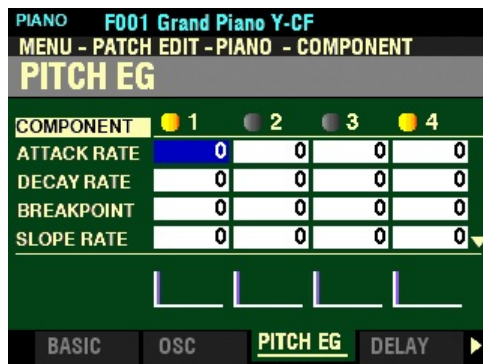 PIANO F001 Grand Piano Y-CF
MENU - PATCH EDIT - PIANO - COMPONENT
PITCH EG
COMPONENT 1 2 3 4
ATTACK RATE 0 0 0 0
DECAY RATE 0 0 0 0
BREAKPOINT 0 0 0 0
SLOPE RATE 0 0 0 0
BASIC OSC PITCH EG DELAY